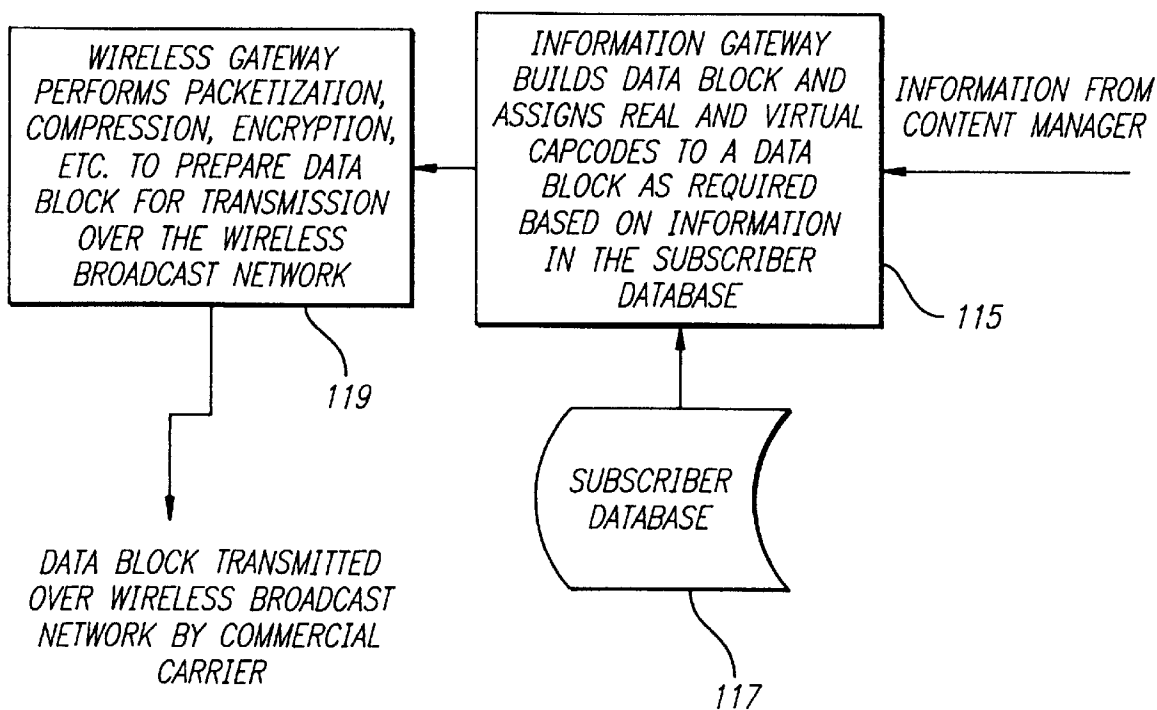 WIRELESS GATEWAY
PERFORMS PACKETIZATION,
COMPRESSION, ENCRYPTION,
ETC. TO PREPARE DATA
BLOCK FOR TRANSMISSION
OVER THE WIRELESS
BROADCAST NETWORK
119
INFORMATION GATEWAY
BUILDS DATA BLOCK AND
ASSIGNS REAL AND VIRTUAL
CAPCODES TO A DATA
BLOCK AS REQUIRED
BASED ON INFORMATION
IN THE SUBSCRIBER
DATABASE
115
INFORMATION FROM
CONTENT MANAGER
SUBSCRIBER
DATABASE
117
DATA BLOCK TRANSMITTED
OVER WIRELESS BROADCAST
NETWORK BY COMMERCIAL
CARRIER